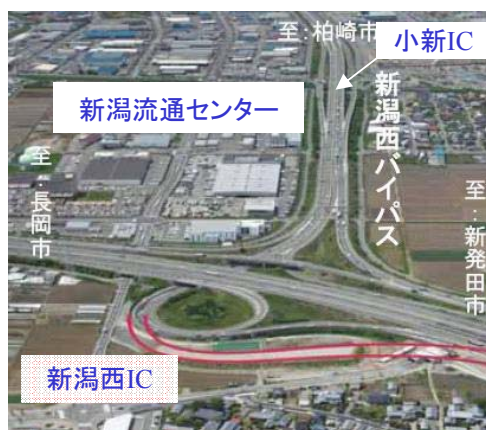 至：柏崎市
小新IC
新潟流通センター
新潟西バイパス
至：長岡市
至：新発田市
新潟西IC